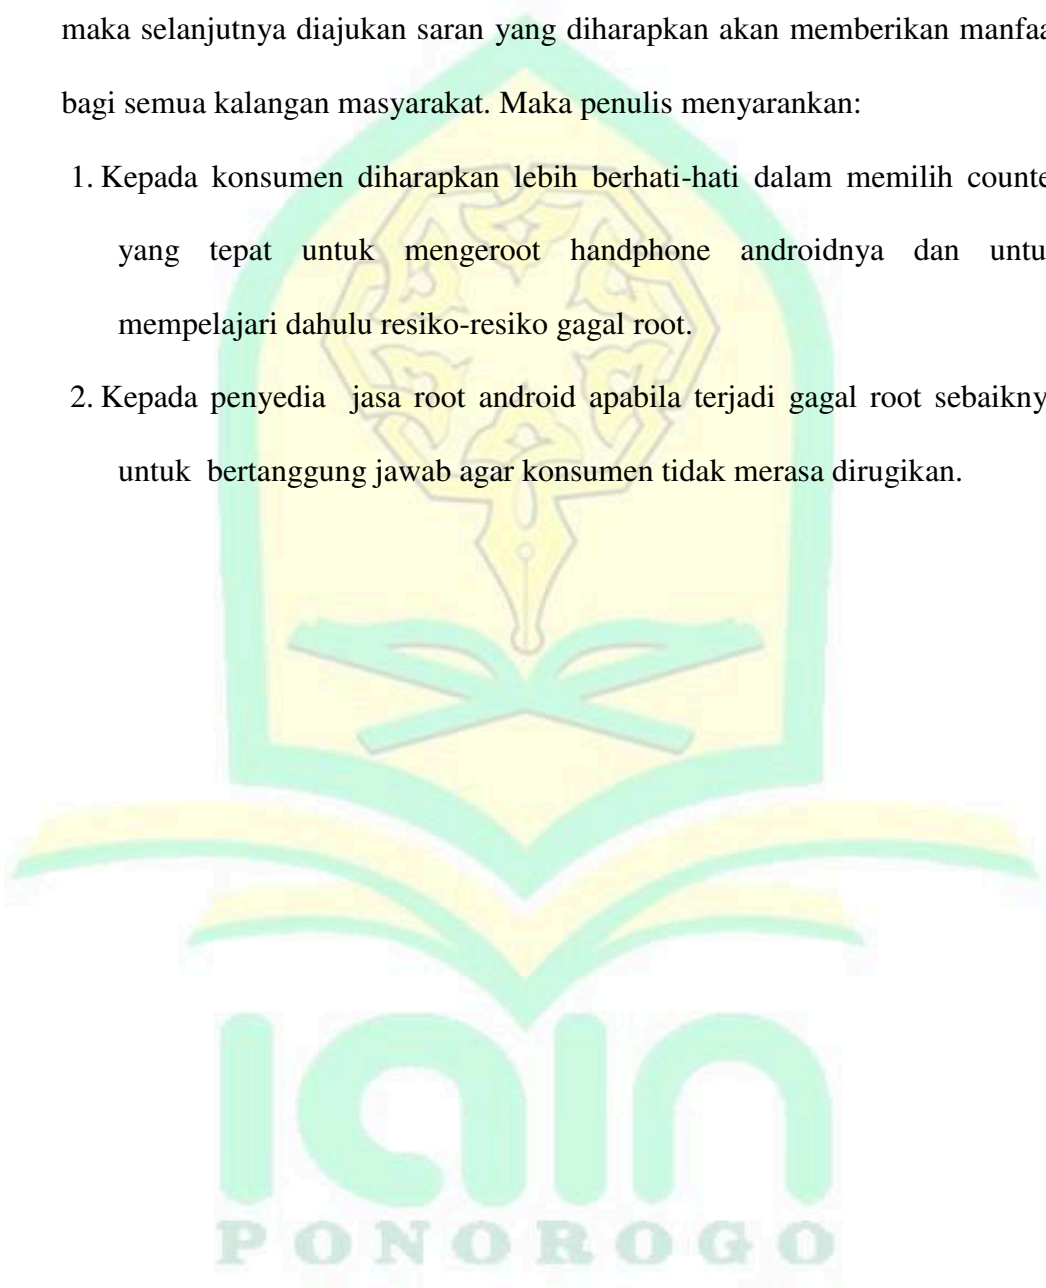 maka selanjutnya diajukan saran yang diharapkan akan memberikan manfaa
bagi semua kalangan masyarakat. Maka penulis menyarankan:
1. Kepada konsumen diharapkan lebih berhati-hati dalam memilih counte
yang tepat untuk mengeroot handphone androidnya dan untu
mempelajari dahulu resiko-resiko gagal root.
2. Kepada penyedia jasa root android apabila terjadi gagal root sebaikny
untuk bertanggung jawab agar konsumen tidak merasa dirugikan.
iain
PONOROGO